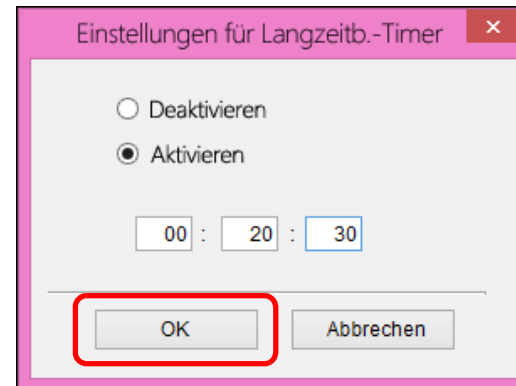 Einstellungen für Langzeitb.-Timer
Deaktivieren
Aktivieren
00 : 20 : 30
OK Abbrechen